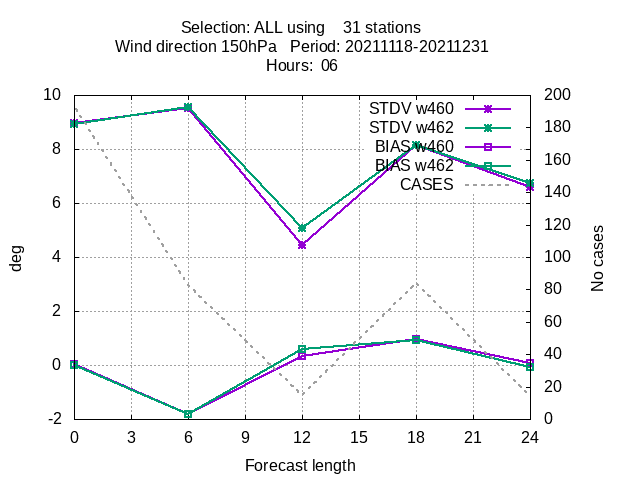 Selection: ALL using    31 stations
Wind direction 150hPa   Period: 20211118-20211231
Hours:  06
STDV w460
STDV w462
BIAS w460
BIAS w462
CASES
10
8
6
4
2
0
-2
deg
200
180
160
140
120
100
80
60
40
20
0
No cases
0 3 6 9 12 15 18 21 24
Forecast length